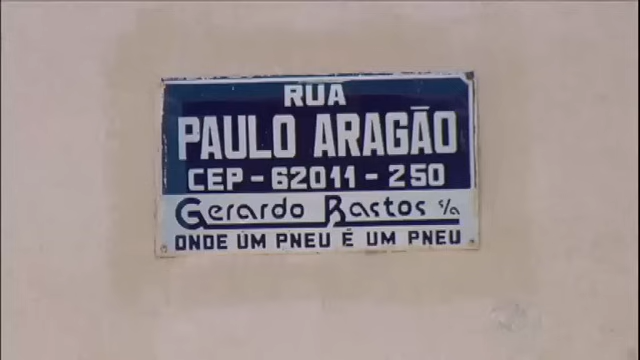 RUA
PAULO ARAGÃO
CEP - 62011 - 250
Gerardo Bastos s/a
ONDE UM PNEU É UM PNEU